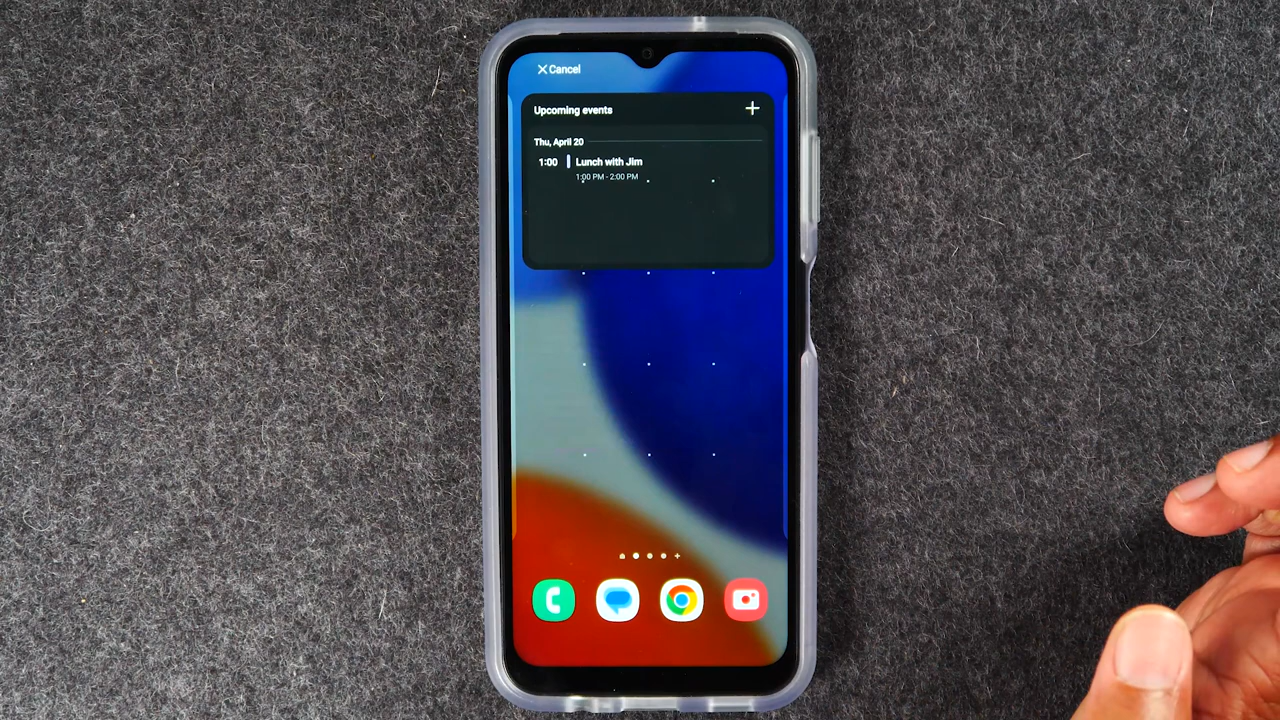 Cancel
Upcoming events
Thu, April 20
1:00 Lunch with Jim
1:00 PM - 2:00 PM